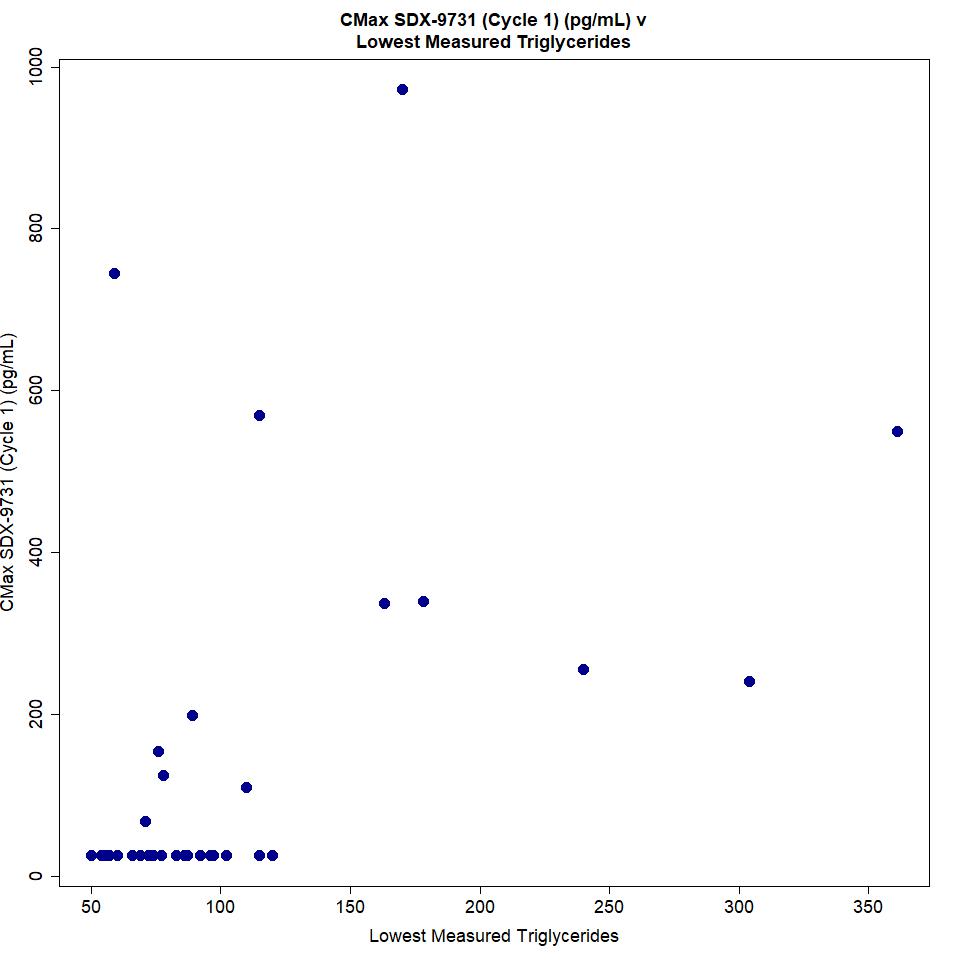 CMax SDX-9731 (Cycle 1) (pg/mL) v
Lowest Measured Triglycerides
1000
800
600
400
200
0
CMax SDX-9731 (Cycle 1) (pg/mL)
50 100 150 200 250 300 350
Lowest Measured Triglycerides